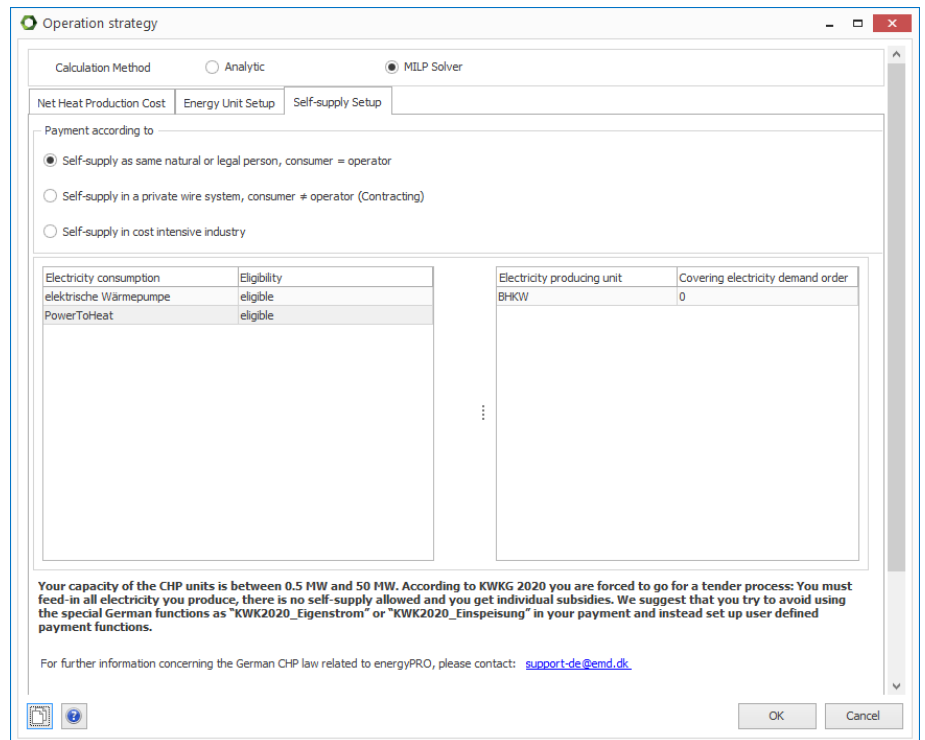 Operation strategy
Calculation Method
Analytic
MILP Solver
Net Heat Production Cost
Energy Unit Setup
Self-supply Setup
Payment according to
Self-supply as same natural or legal person, consumer = operator
Self-supply in a private wire system, consumer ≠ operator (Contracting)
Self-supply in cost intensive industry
Electricity consumption Eligibility
elektrische Wärmepumpe eligible
PowerToHeat eligible
Electricity producing unit Covering electricity demand order
BHKW 0
Your capacity of the CHP units is between 0.5 MW and 50 MW. According to KWKG 2020 you are forced to go for a tender process: You must
feed-in all electricity you produce, there is no self-supply allowed and you get individual subsidies. We suggest that you try to avoid using
the special German functions as "KWK2020_Eigenstrom" or "KWK2020_Einspeisung" in your payment and instead set up user defined
payment functions.
For further information concerning the German CHP law related to energyPRO, please contact: support-de@emd.dk
OK
Cancel